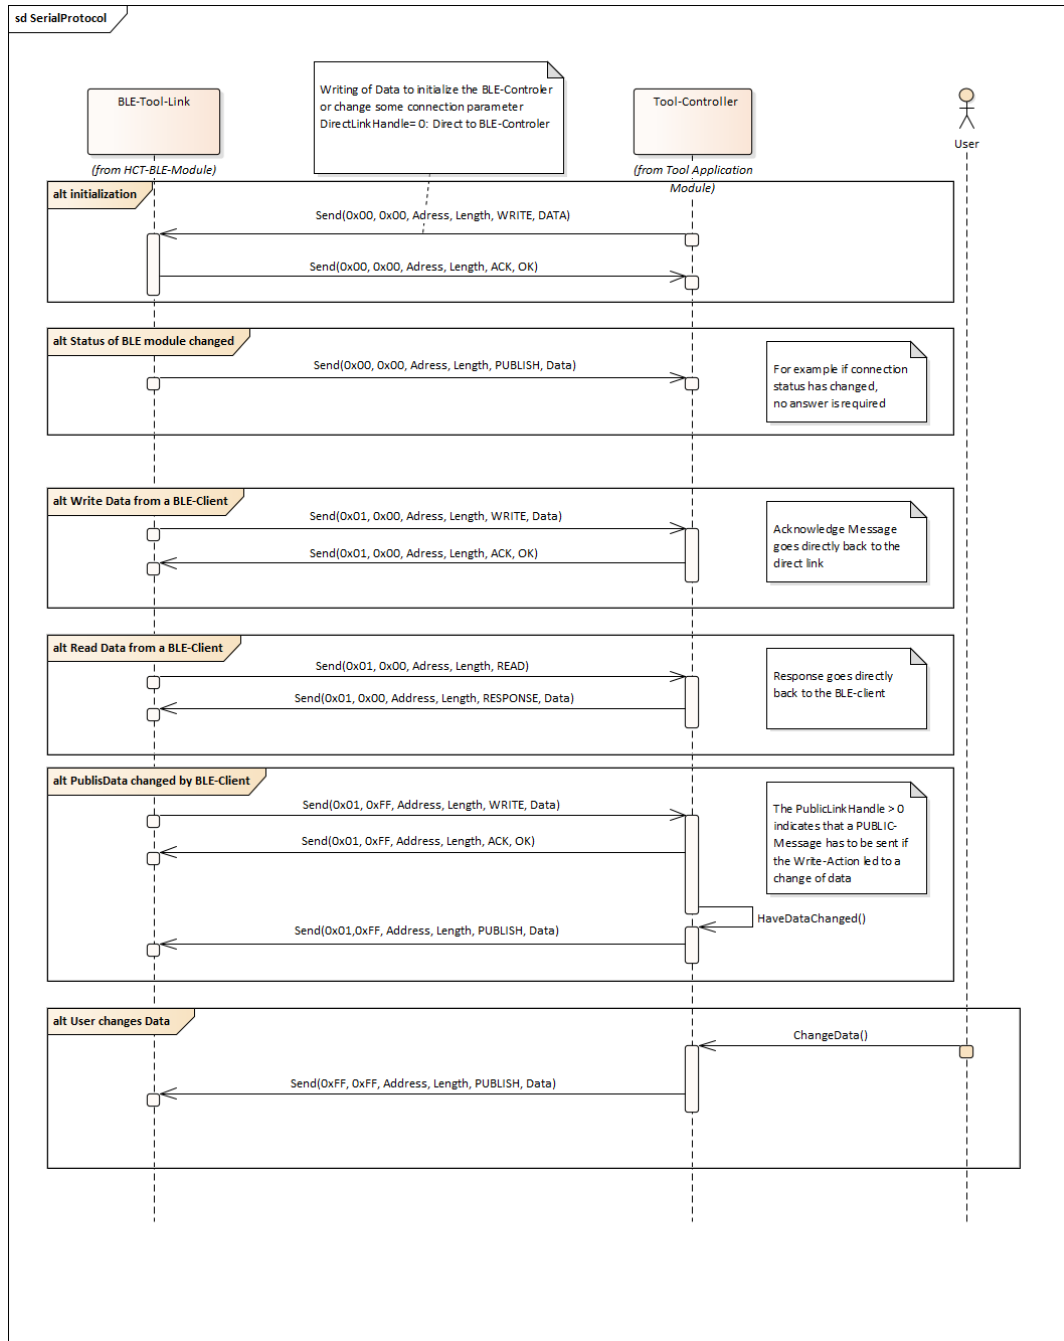 sd SerialProtocol
Writing of Data to initialize the BLE-Controler
or change some connection parameter
DirectLinkHandle= 0: Direct to BLE-Controler
BLE-Tool-Link
(from HCT-BLE-Module)
Tool-Controller
(from Tool Application
Module)
User
alt initialization
Send(0x00, 0x00, Adress, Length, WRITE, DATA)
Send(0x00, 0x00, Adress, Length, ACK, OK)
alt Status of BLE module changed
Send(0x00, 0x00, Adress, Length, PUBLISH, Data)
For example if connection
status has changed,
no answer is required
alt Write Data from a BLE-Client
Send(0x01, 0x00, Adress, Length, WRITE, Data)
Send(0x01, 0x00, Adress, Length, ACK, OK)
Acknowledge Message
goes directly back to the
direct link
alt Read Data from a BLE-Client
Send(0x01, 0x00, Adress, Length, READ)
Send(0x01, 0x00, Address, Length, RESPONSE, Data)
Response goes directly
back to the BLE-client
alt PublisData changed by BLE-Client
Send(0x01, 0xFF, Address, Length, WRITE, Data)
Send(0x01, 0xFF, Address, Length, ACK, OK)
The PublicLinkHandle > 0
indicates that a PUBLIC-
Message has to be sent if
the Write-Action led to a
change of data
HaveDataChanged()
Send(0x01,0xFF, Address, Length, PUBLISH, Data)
alt User changes Data
ChangeData()
Send(0xFF, 0xFF, Address, Length, PUBLISH, Data)